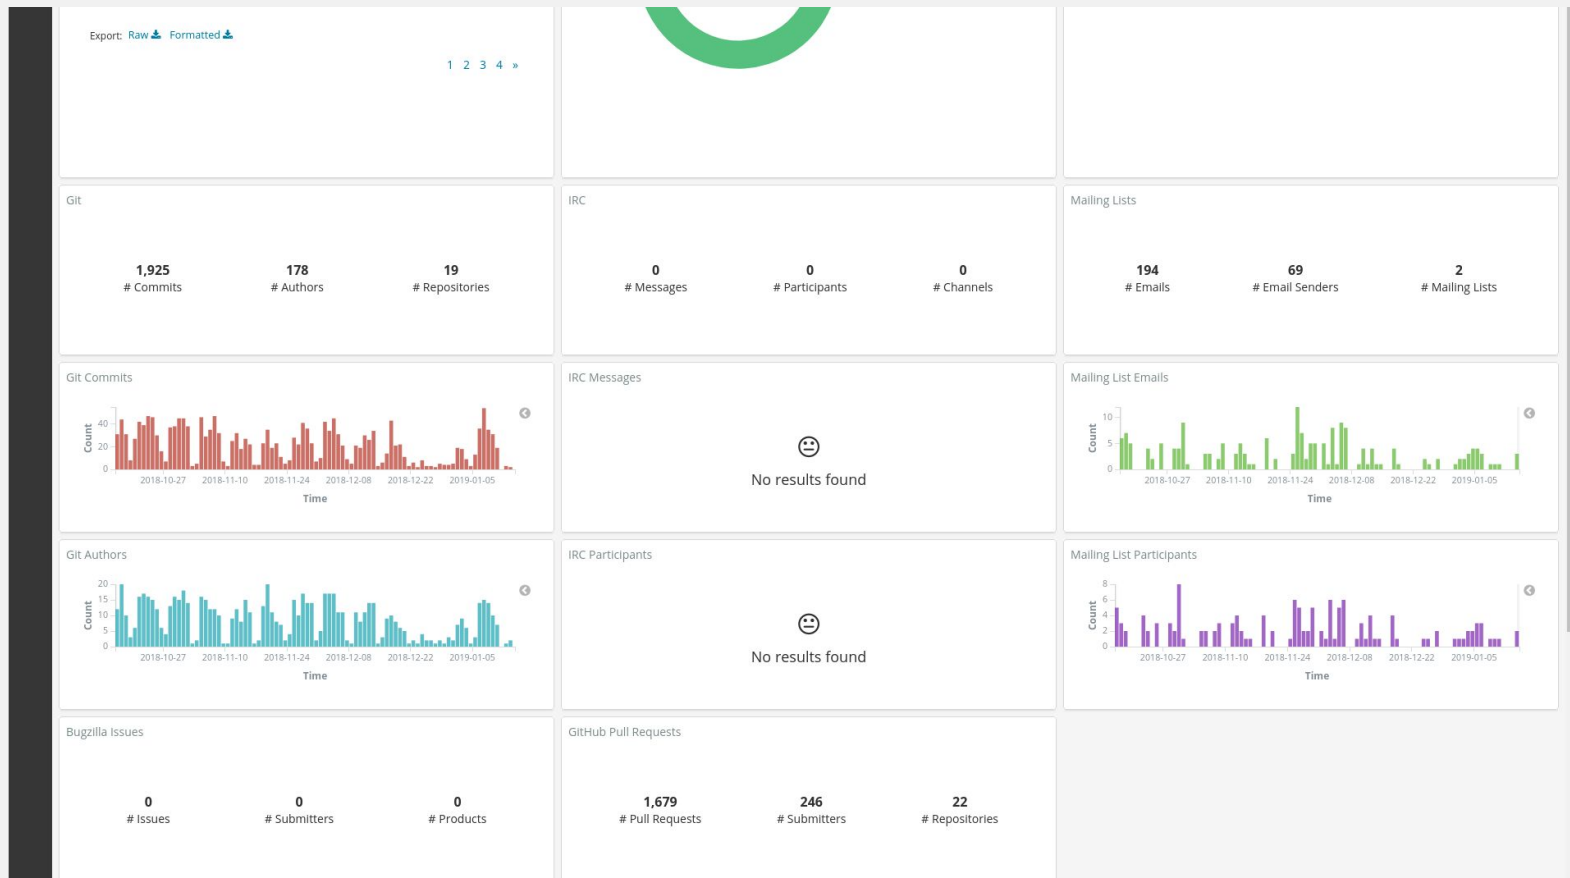 Export: Raw Formatted
1 2 3 4 »
Git
1,925 178 19
# Commits # Authors # Repositories
IRC
0 0 0
# Messages # Participants # Channels
Mailing Lists
194 69 2
# Emails # Email Senders # Mailing Lists
Git Commits
Count
40
20
0
2018-10-27 2018-11-10 2018-11-24 2018-12-08 2018-12-22 2019-01-05
Time
IRC Messages
No results found
Mailing List Emails
Count
10
5
0
2018-10-27 2018-11-10 2018-11-24 2018-12-08 2018-12-22 2019-01-05
Time
Git Authors
Count
20
15
10
5
0
2018-10-27 2018-11-10 2018-11-24 2018-12-08 2018-12-22 2019-01-05
Time
IRC Participants
No results found
Mailing List Participants
Count
8
6
4
2
0
2018-10-27 2018-11-10 2018-11-24 2018-12-08 2018-12-22 2019-01-05
Time
Bugzilla Issues
0 0 0
# Issues # Submitters # Products
GitHub Pull Requests
1,679 246 22
# Pull Requests # Submitters # Repositories